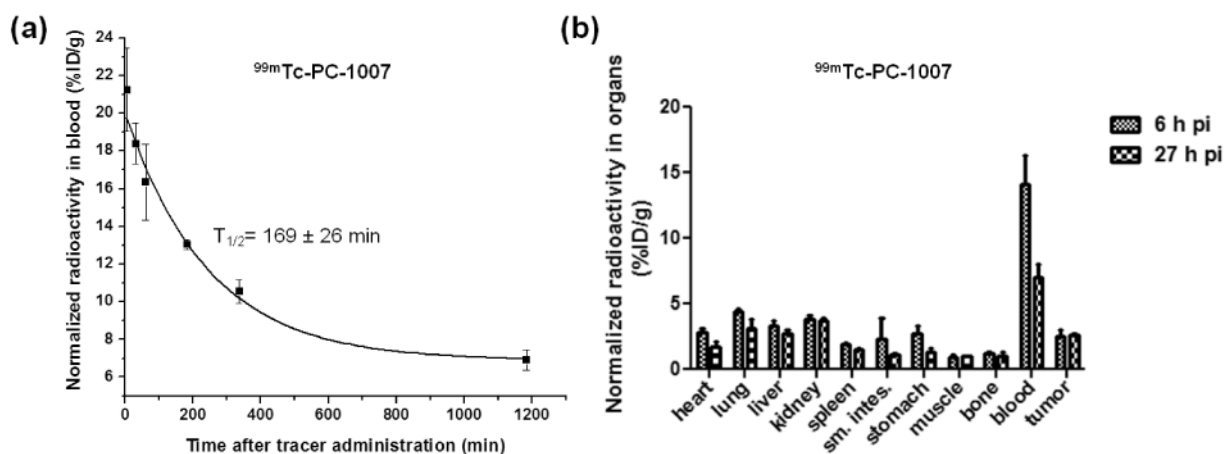 (a)
Normalized radioactivity in blood (%ID/g)
24
22
20
18
16
14
12
10
8
6
99mTc-PC-1007
T1/2= 169 ± 26 min
0 200 400 600 800 1000 1200
Time after tracer administration (min)
(b)
99mTc-PC-1007
Normalized radioactivity in organs
(%ID/g)
20
15
10
5
0
6 h pi
27 h pi
heart
lung
liver
kidney
spleen
sm. intes.
stomach
muscle
bone
blood
tumor